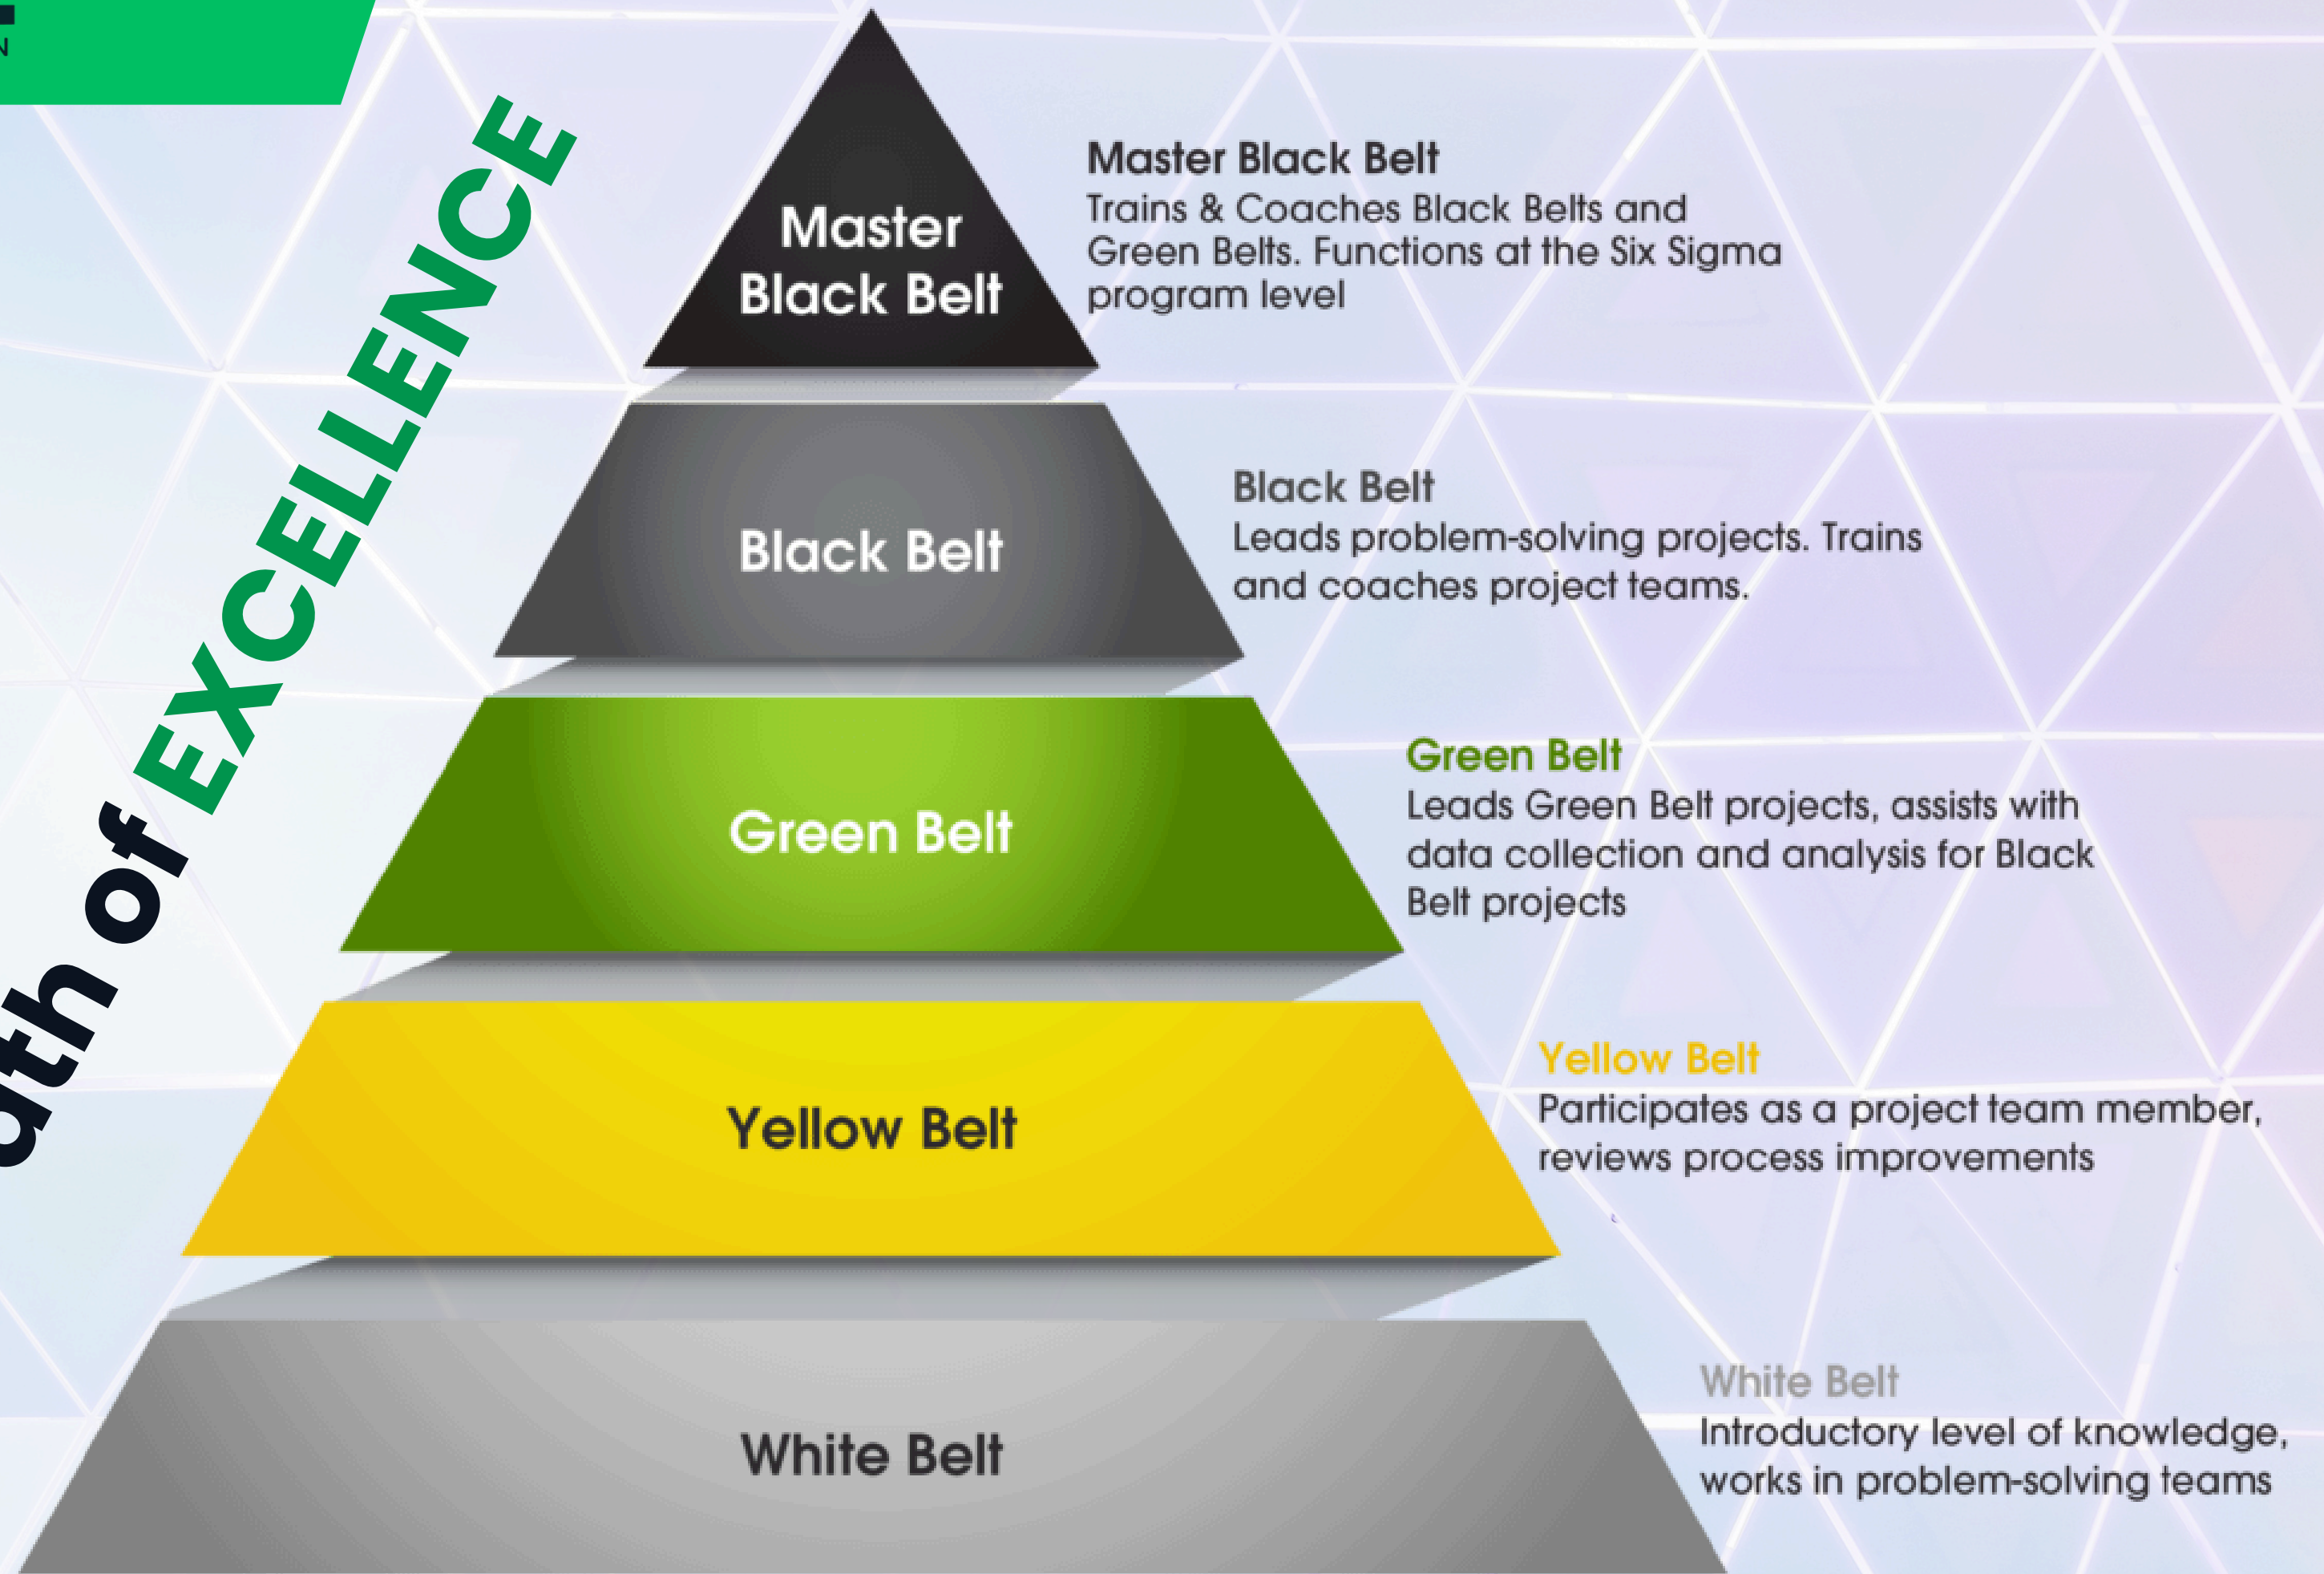 of EXCELLENCE
Master
Black Belt
Master Black Belt
Trains & Coaches Black Belts and
Green Belts. Functions at the Six Sigma
program level
Black Belt
Black Belt
Leads problem-solving projects. Trains
and coaches project teams.
Green Belt
Green Belt
Leads Green Belt projects, assists with
data collection and analysis for Black
Belt projects
Yellow Belt
Yellow Belt
Participates as a project team member,
reviews process improvements
White Belt
White Belt
Introductory level of knowledge,
works in problem-solving teams